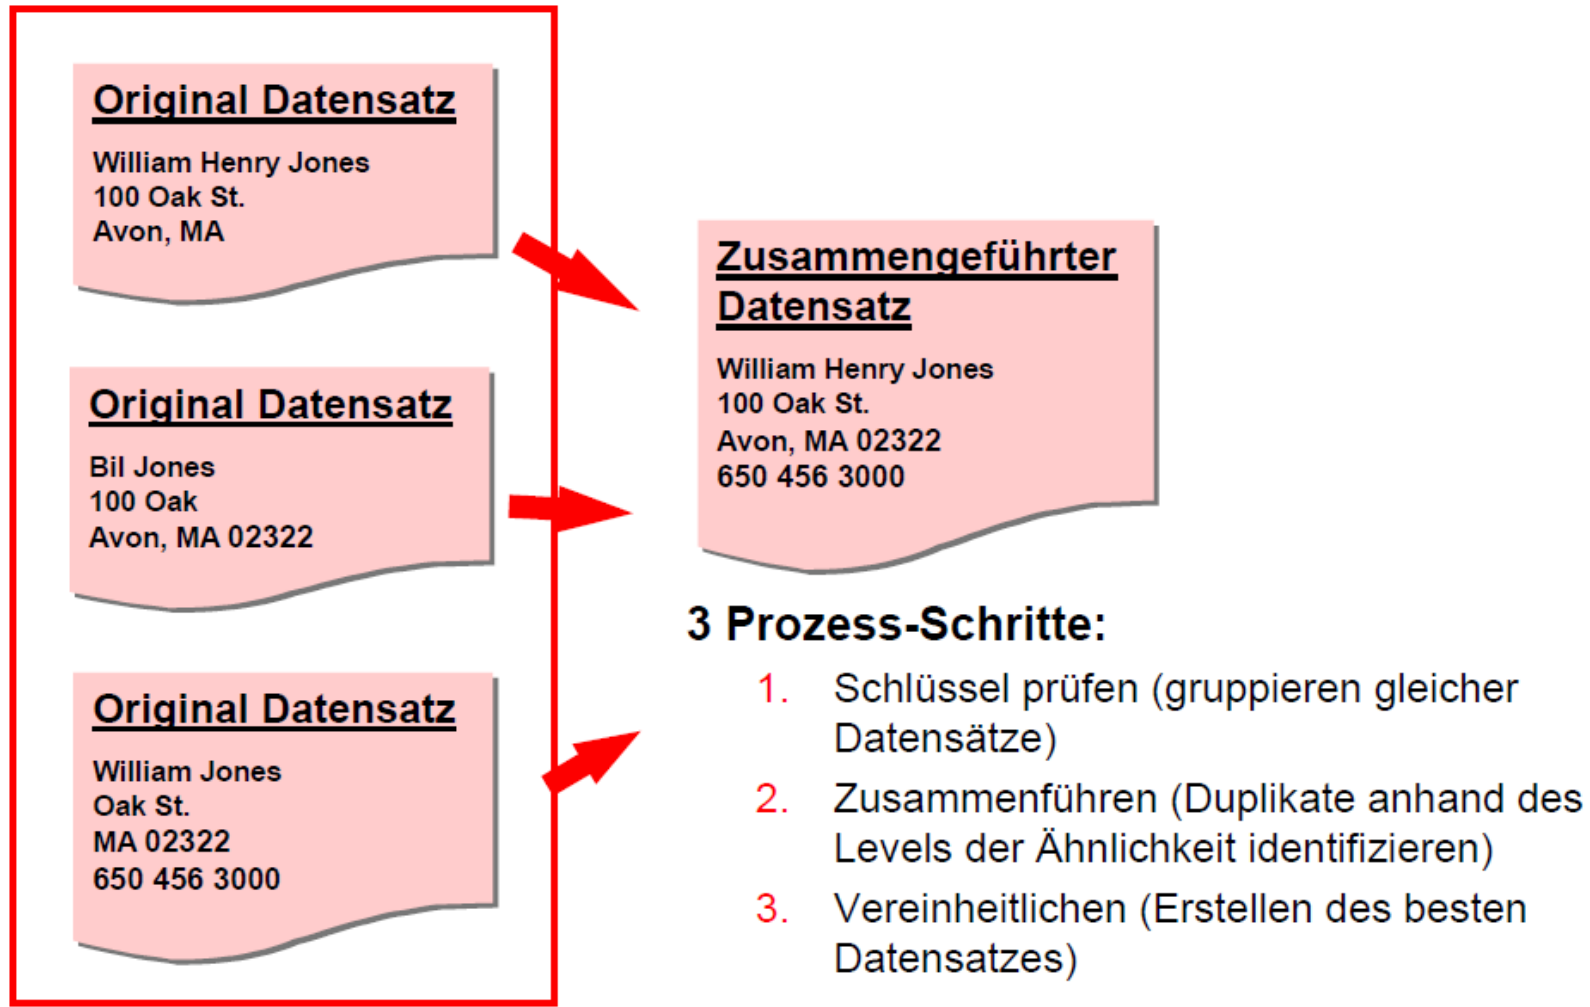 Original Datensatz
William Henry Jones
100 Oak St.
Avon, MA
Original Datensatz
Bil Jones
100 Oak
Avon, MA 02322
Original Datensatz
William Jones
Oak St.
MA 02322
650 456 3000
Zusammengeführter
Datensatz
William Henry Jones
100 Oak St.
Avon, MA 02322
650 456 3000
3 Prozess-Schritte:
1. Schlüssel prüfen (gruppieren gleicher
Datensätze)
2. Zusammenführen (Duplikate anhand des
Levels der Ähnlichkeit identifizieren)
3. Vereinheitlichen (Erstellen des besten
Datensatzes)